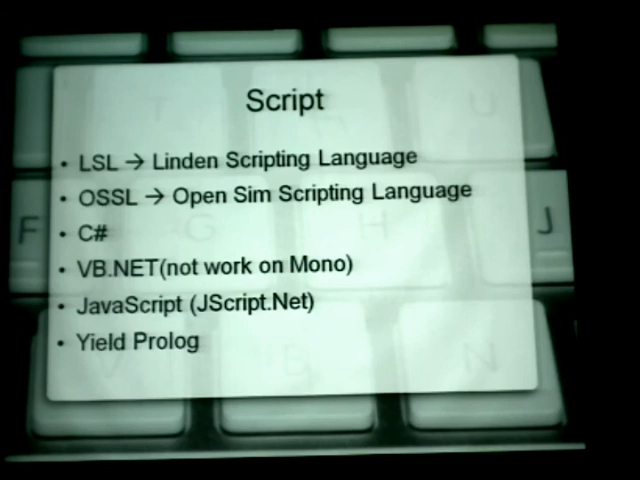 Script
• LSL → Linden Scripting Language
• OSSL → Open Sim Scripting Language
• C#
• VB.NET(not work on Mono)
• JavaScript (JScript.Net)
• Yield Prolog
T
U
F
G
H
J
V
B
N